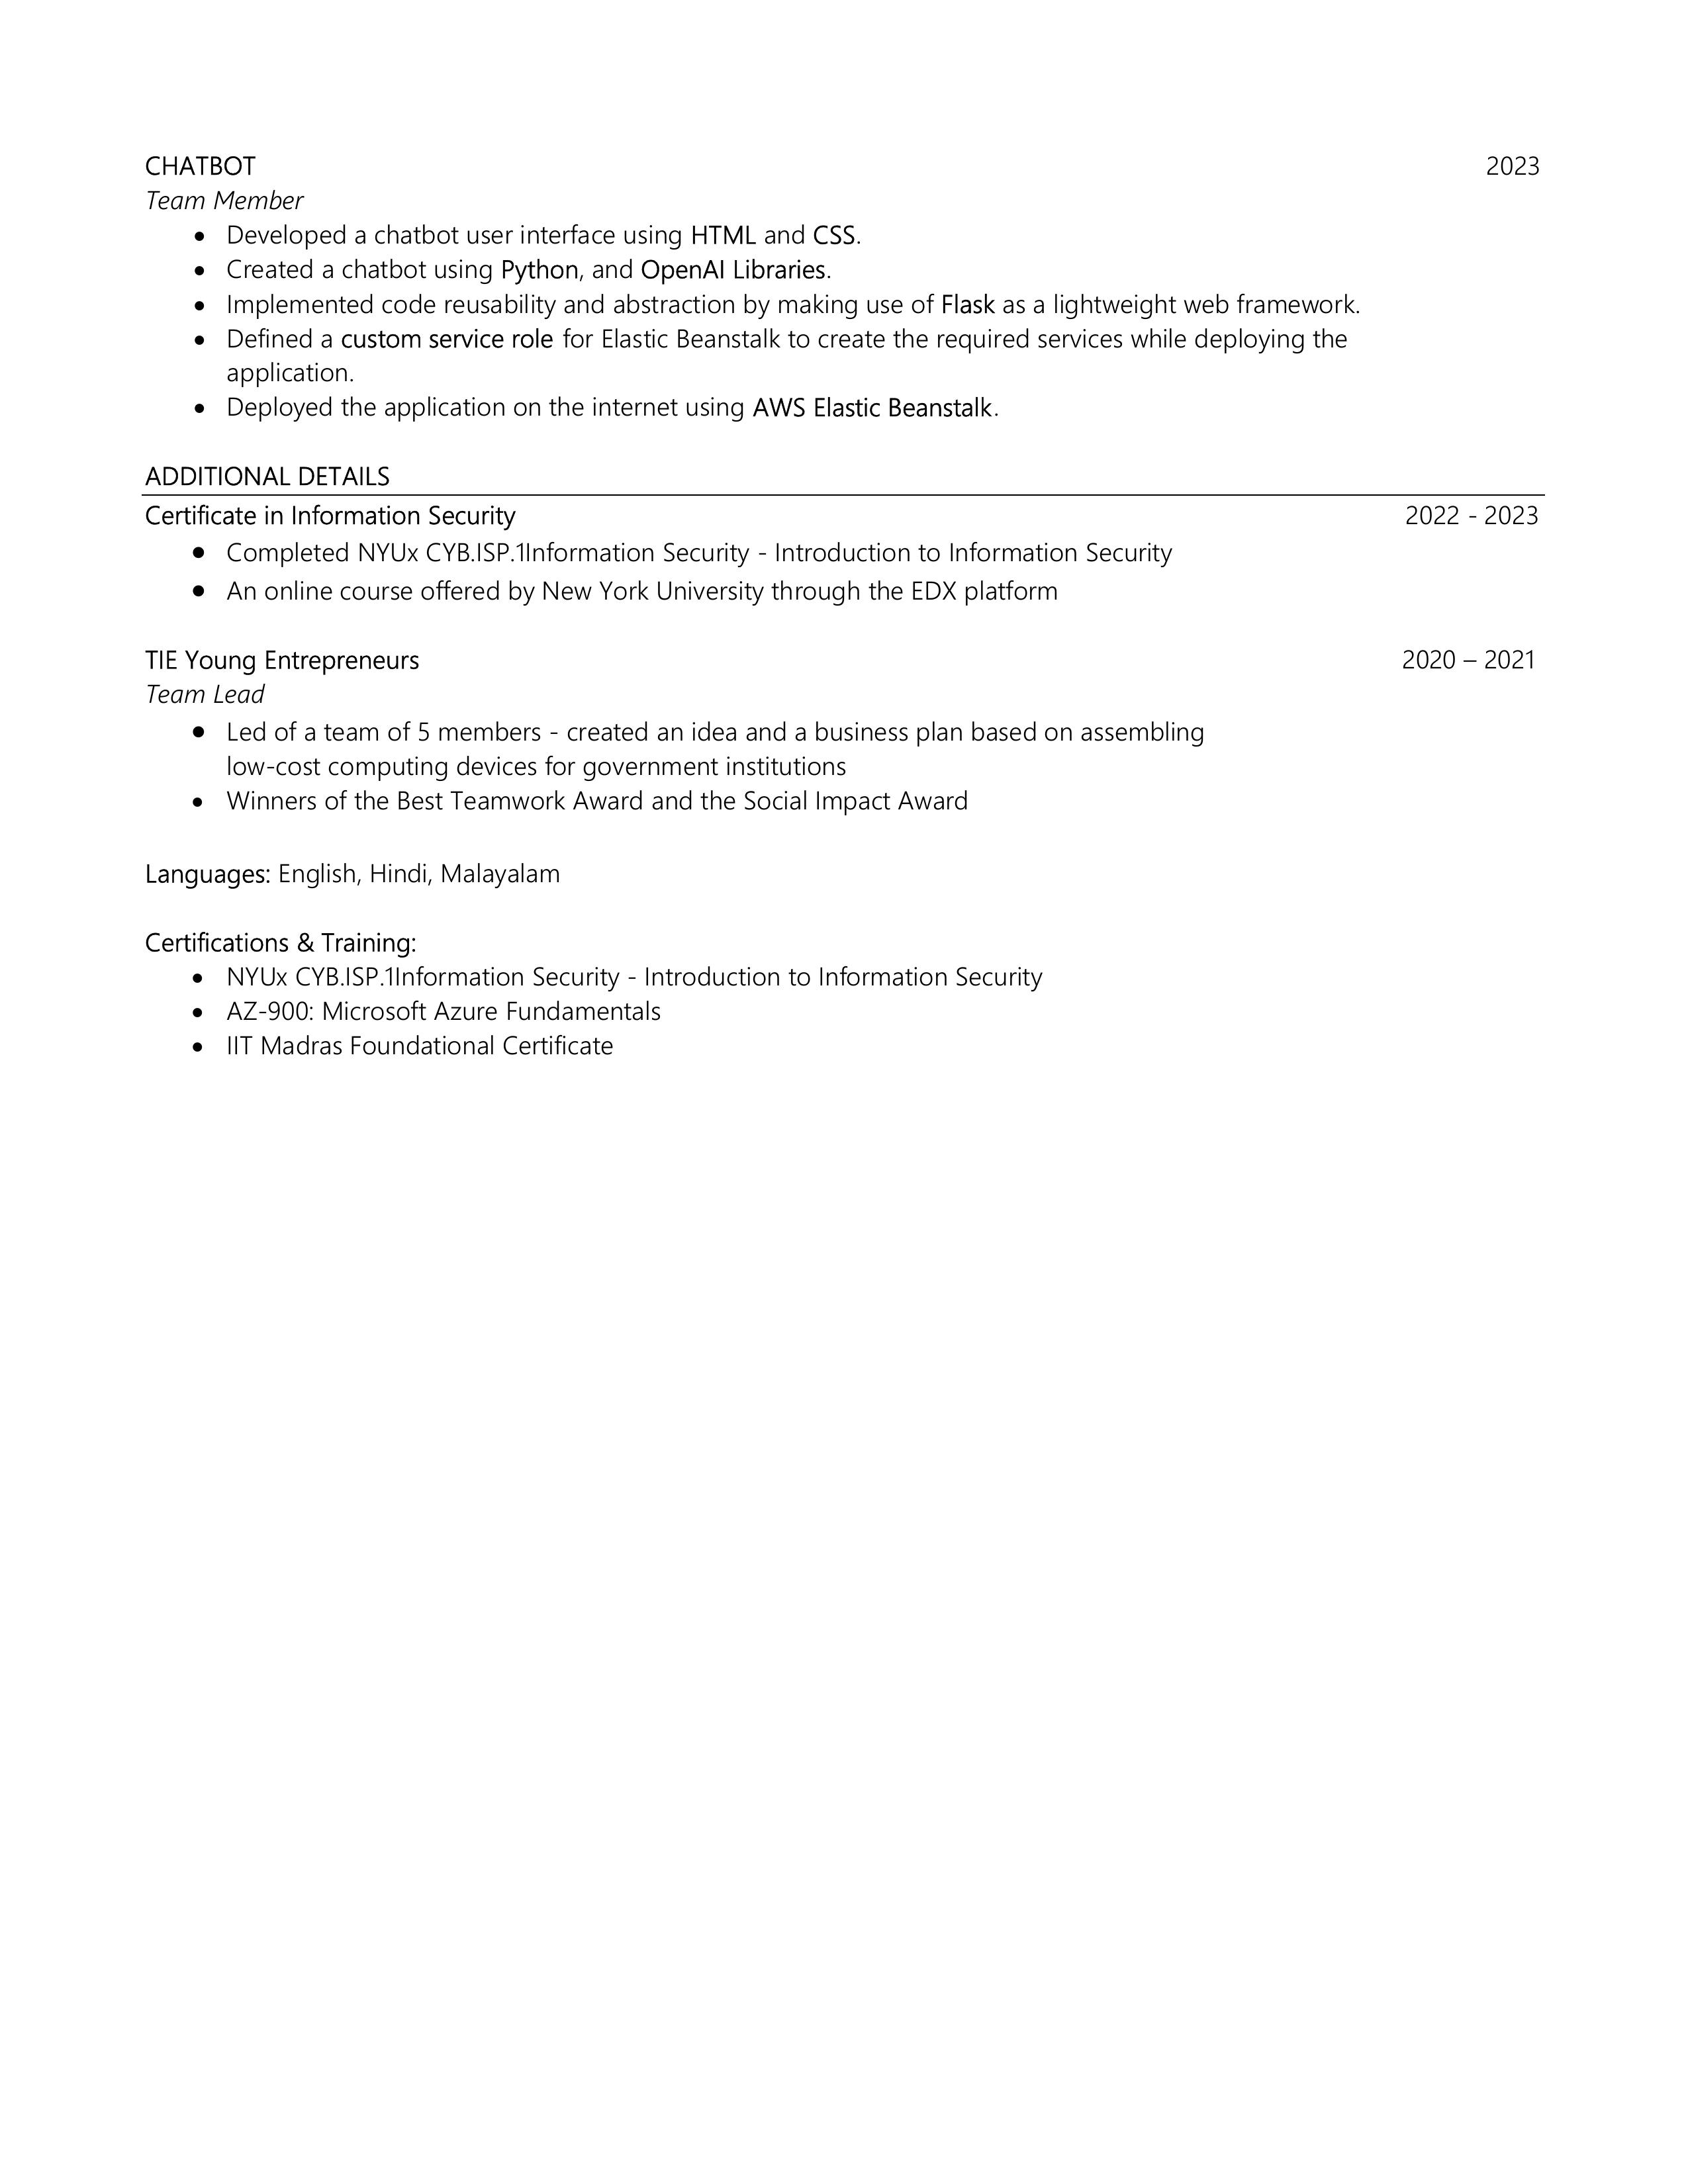 CHATBOT 2023
Team Member
• Developed a chatbot user interface using HTML and CSS.
• Created a chatbot using Python, and OpenAI Libraries.
• Implemented code reusability and abstraction by making use of Flask as a lightweight web framework.
• Defined a custom service role for Elastic Beanstalk to create the required services while deploying the
application.
• Deployed the application on the internet using AWS Elastic Beanstalk.
ADDITIONAL DETAILS
Certificate in Information Security 2022 - 2023
• Completed NYUx CYB.ISP.1Information Security - Introduction to Information Security
• An online course offered by New York University through the EDX platform
TIE Young Entrepreneurs 2020 – 2021
Team Lead
• Led of a team of 5 members - created an idea and a business plan based on assembling
low-cost computing devices for government institutions
• Winners of the Best Teamwork Award and the Social Impact Award
Languages: English, Hindi, Malayalam
Certifications & Training:
• NYUx CYB.ISP.1Information Security - Introduction to Information Security
• AZ-900: Microsoft Azure Fundamentals
• IIT Madras Foundational Certificate